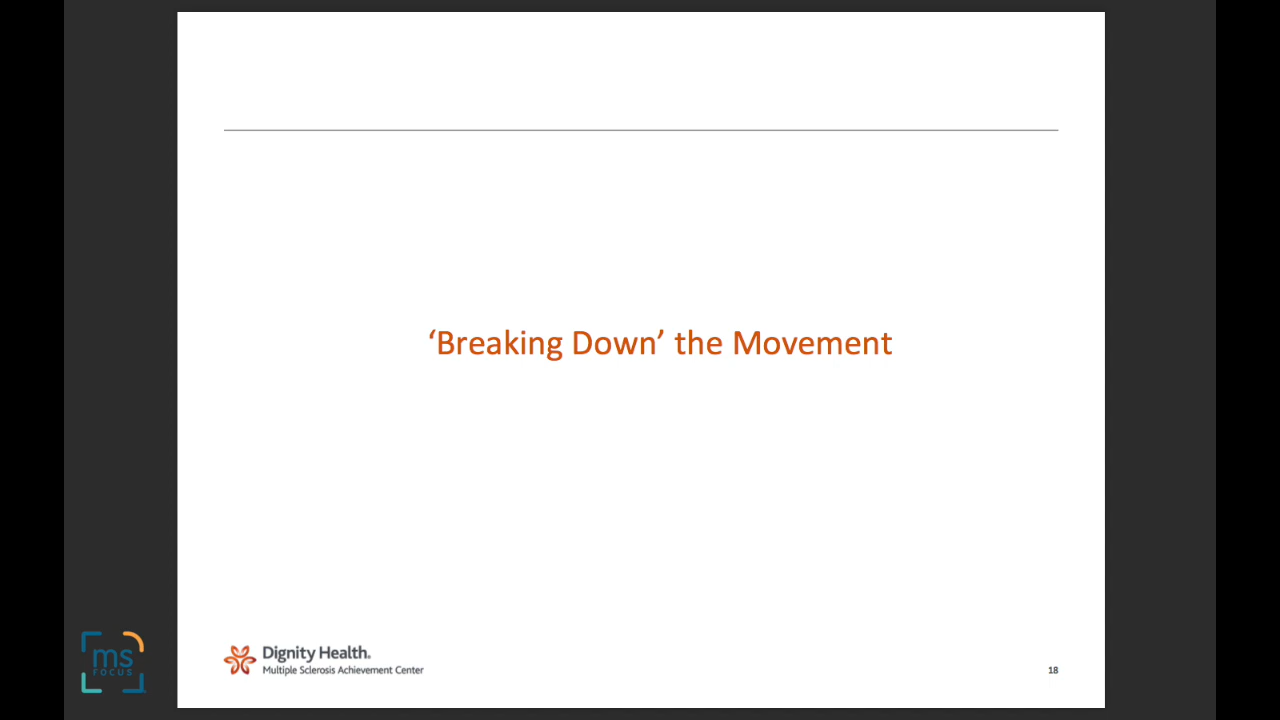 ‘Breaking Down’ the Movement
Dignity Health.
Multiple Sclerosis Achievement Center
18
ms
FOCUS